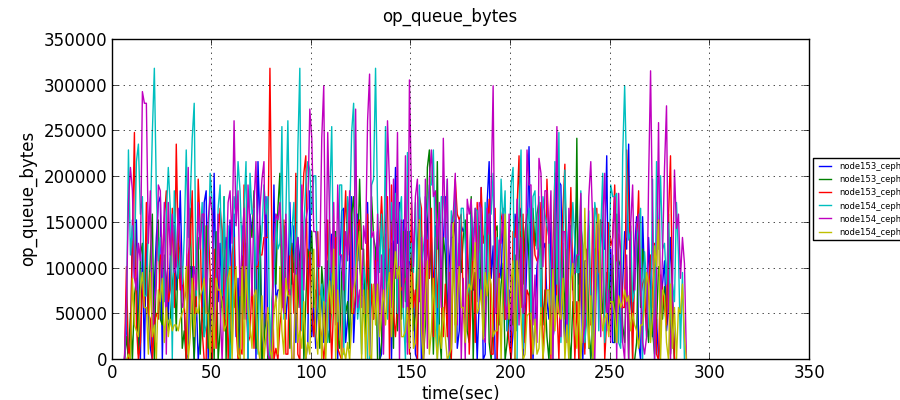 op_queue_bytes
op_queue_bytes
350000
300000
250000
200000
150000
100000
50000
0
0
50
100
150
200
250
300
350
time(sec)
node153_ceph
node153_ceph
node153_ceph
node154_ceph
node154_ceph
node154_ceph